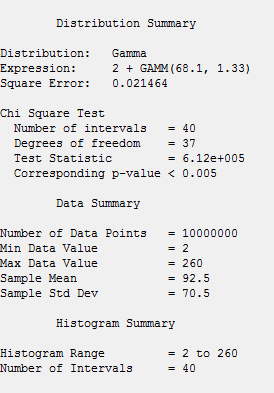 Distribution Summary
Distribution: Gamma
Expression: 2 + GAMM(68.1, 1.33)
Square Error: 0.021464
Chi Square Test
Number of intervals = 40
Degrees of freedom = 37
Test Statistic = 6.12e+005
Corresponding p-value < 0.005
Data Summary
Number of Data Points = 10000000
Min Data Value = 2
Max Data Value = 260
Sample Mean = 92.5
Sample Std Dev = 70.5
Histogram Summary
Histogram Range = 2 to 260
Number of Intervals = 40